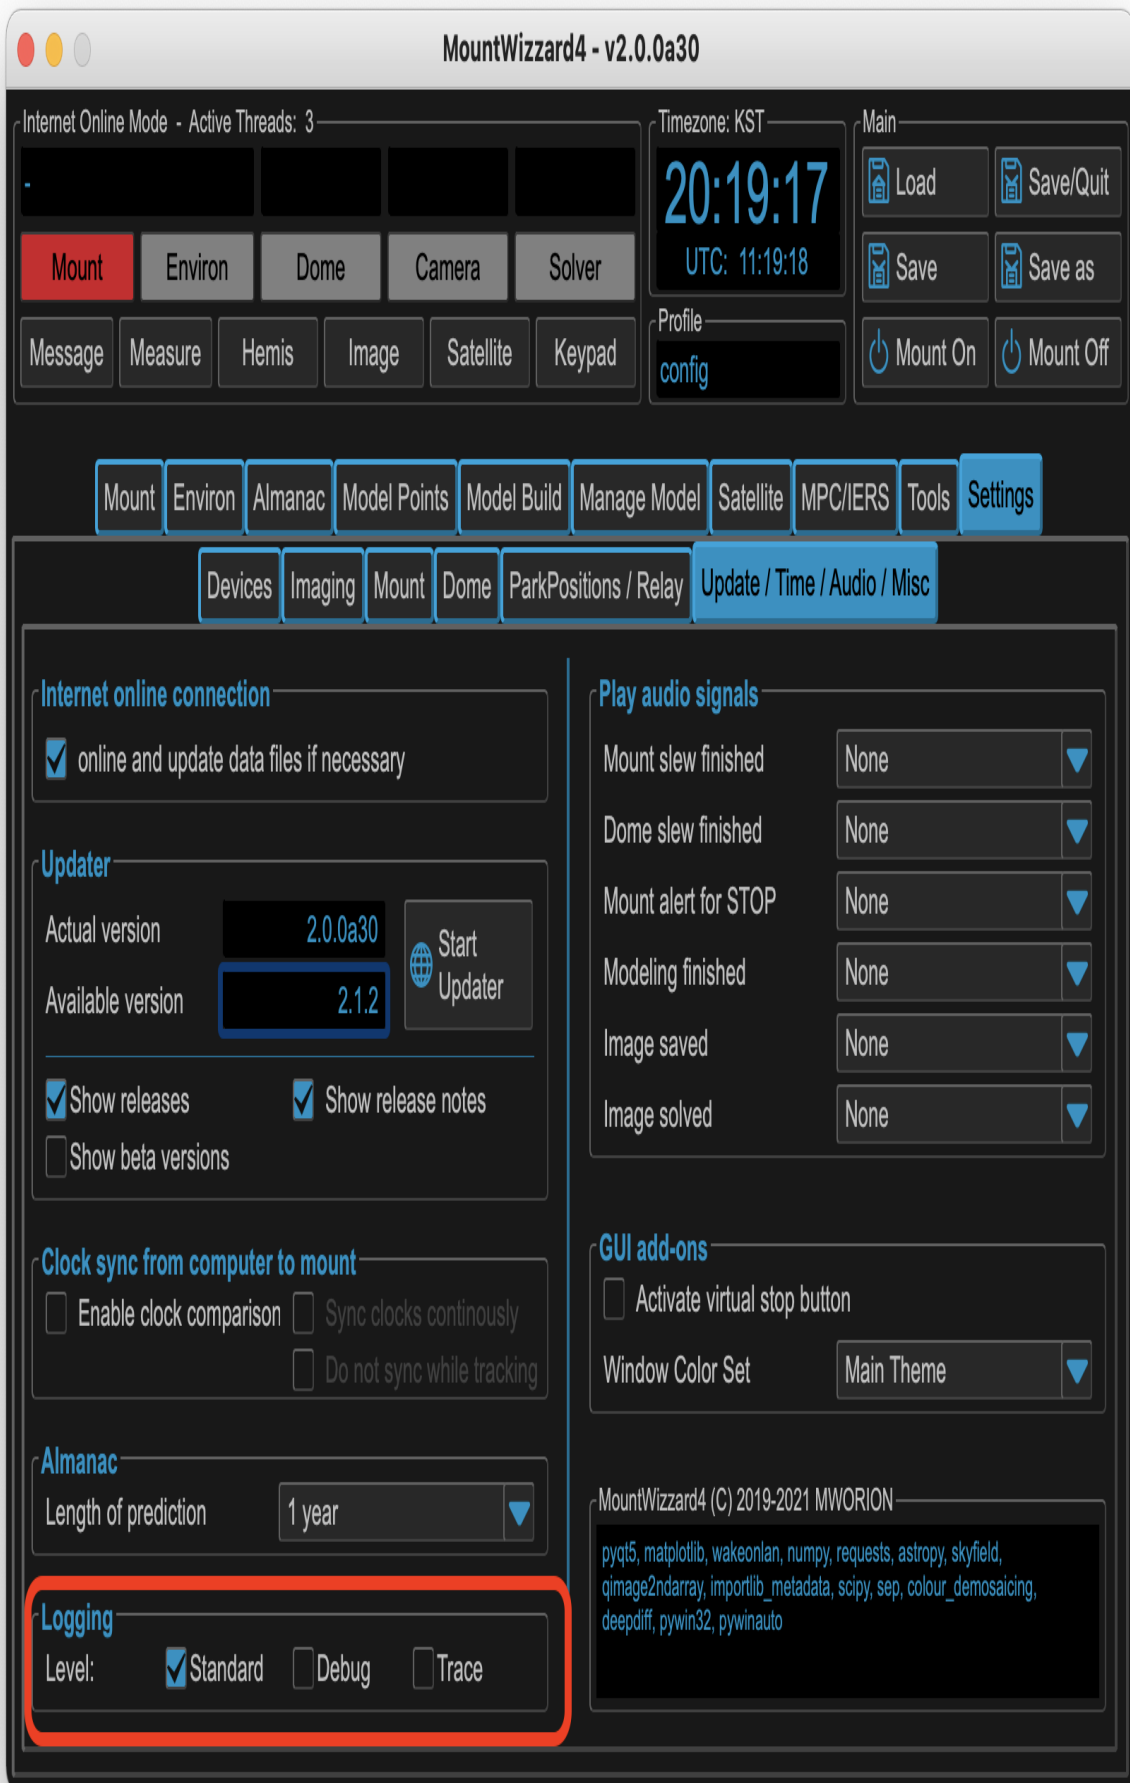 MountWizzard4 - v2.0.0a30
Internet Online Mode - Active Threads: 3
-
Mount Environ Dome Camera Solver
Message Measure Hemis Image Satellite Keypad
Timezone: KST
20:19:17
UTC: 11:19:18
Profile
config
Main
Load Save/Quit
Save Save as
Mount On Mount Off
Mount Environ Almanac Model Points Model Build Manage Model Satellite MPC/IERS Tools Settings
Devices Imaging Mount Dome ParkPositions / Relay Update / Time / Audio / Misc
Internet online connection
online and update data files if necessary
Updater
Actual version 2.0.0a30
Available version 2.1.2
Start
Updater
Show releases Show release notes
Show beta versions
Clock sync from computer to mount
Enable clock comparison Sync clocks continously
Do not sync while tracking
Almanac
Length of prediction 1 year
Logging
Level: Standard Debug Trace
Play audio signals
Mount slew finished None
Dome slew finished None
Mount alert for STOP None
Modeling finished None
Image saved None
Image solved None
GUI add-ons
Activate virtual stop button
Window Color Set Main Theme
MountWizzard4 (C) 2019-2021 MWORION
pyqt5, matplotlib, wakeonlan, numpy, requests, astropy, skyfield,
qimage2ndarray, importlib_metadata, scipy, sep, colour_demosaicing,
deepdiff, pywin32, pywinauto